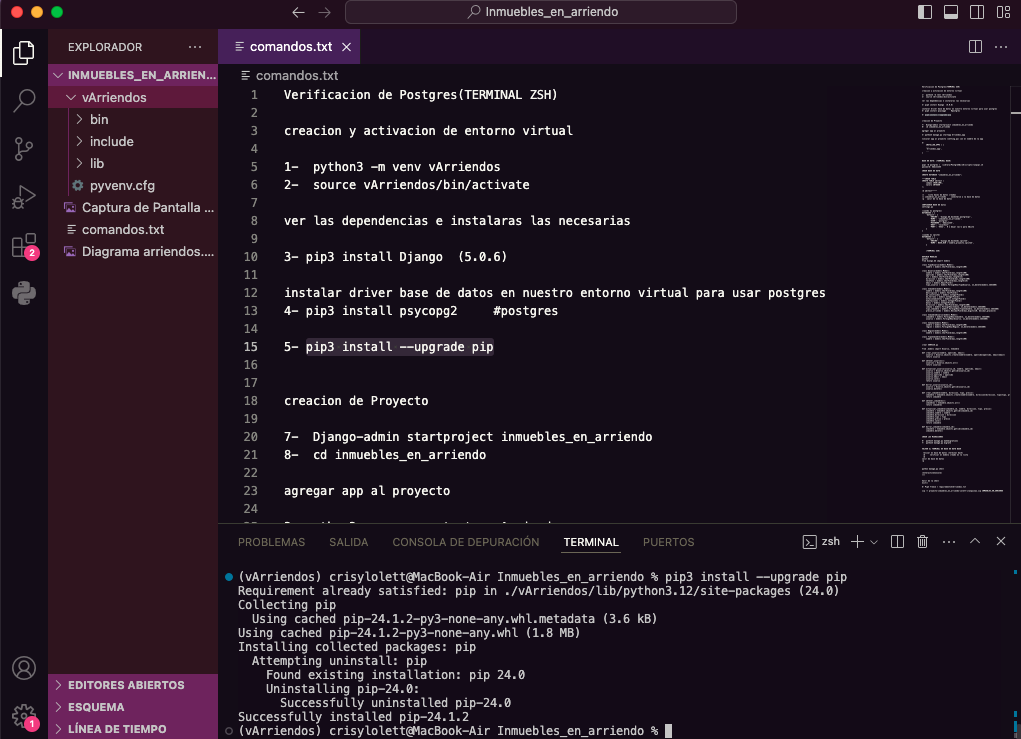 Inmuebles_en_arriendo
EXPLORADOR
INMUEBLES_EN_ARRIEN...
vArriendos
bin
include
lib
pyvenv.cfg
Captura de Pantalla ...
comandos.txt
Diagrama arriendos....
2
EDITORES ABIERTOS
ESQUEMA
LÍNEA DE TIEMPO
1
comandos.txt
comandos.txt
1 Verificacion de Postgres(TERMINAL ZSH)
2
3 creacion y activacion de entorno virtual
4
5 1-  python3 -m venv vArriendos
6 2-  source vArriendos/bin/activate
7
8 ver las dependencias e instalaras las necesarias
9
10 3- pip3 install Django  (5.0.6)
11
12 instalar driver base de datos en nuestro entorno virtual para usar postgres
13 4- pip3 install psycopg2     #postgres
14
15 5- pip3 install --upgrade pip
16
17
18 creacion de Proyecto
19
20 7-  Django-admin startproject inmuebles_en_arriendo
21 8-  cd inmuebles_en_arriendo
22
23 agregar app al proyecto
24
PROBLEMAS
SALIDA
CONSOLA DE DEPURACIÓN
TERMINAL
PUERTOS
zsh
(vArriendos) crisylolett@MacBook-Air Inmuebles_en_arriendo % pip3 install --upgrade pip
Requirement already satisfied: pip in ./vArriendos/lib/python3.12/site-packages (24.0)
Collecting pip
Using cached pip-24.1.2-py3-none-any.whl.metadata (3.6 kB)
Using cached pip-24.1.2-py3-none-any.whl (1.8 MB)
Installing collected packages: pip
Attempting uninstall: pip
Found existing installation: pip 24.0
Uninstalling pip-24.0:
Successfully uninstalled pip-24.0
Successfully installed pip-24.1.2
(vArriendos) crisylolett@MacBook-Air Inmuebles_en_arriendo %